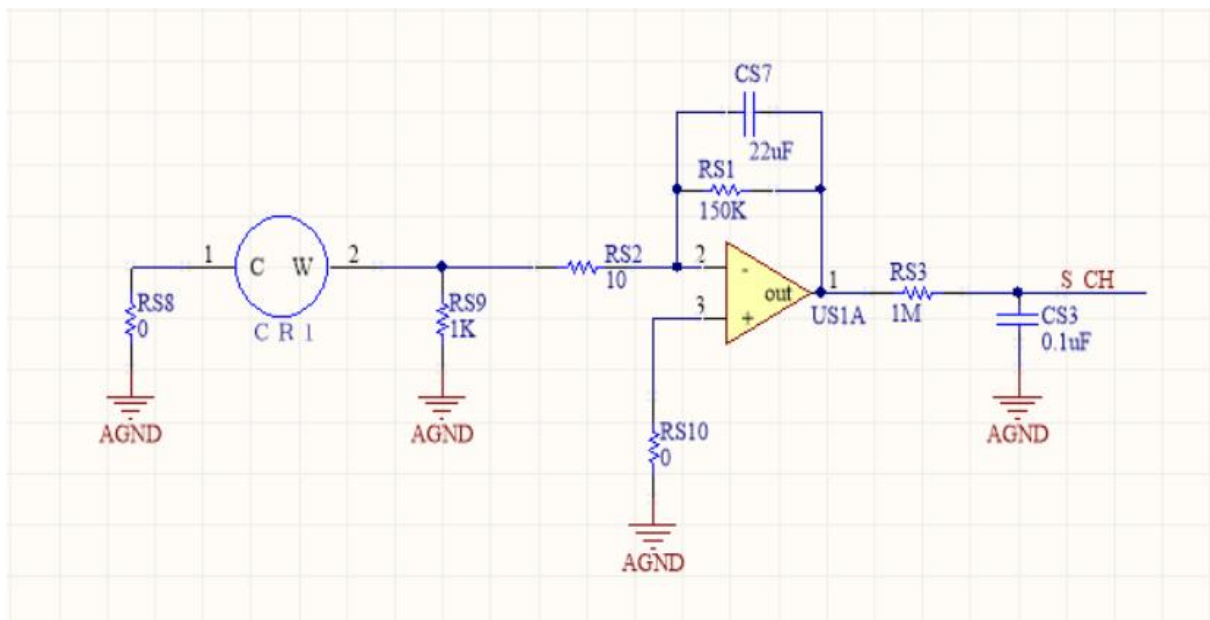 CS7
22uF
RS1
150K
1
C W
2
RS2
10
2
-
out
1
3
+
US1A
RS3
1M
S_CH
RS8
0
C R 1
RS9
1K
CS3
0.1uF
AGND
AGND
AGND
RS10
0
AGND